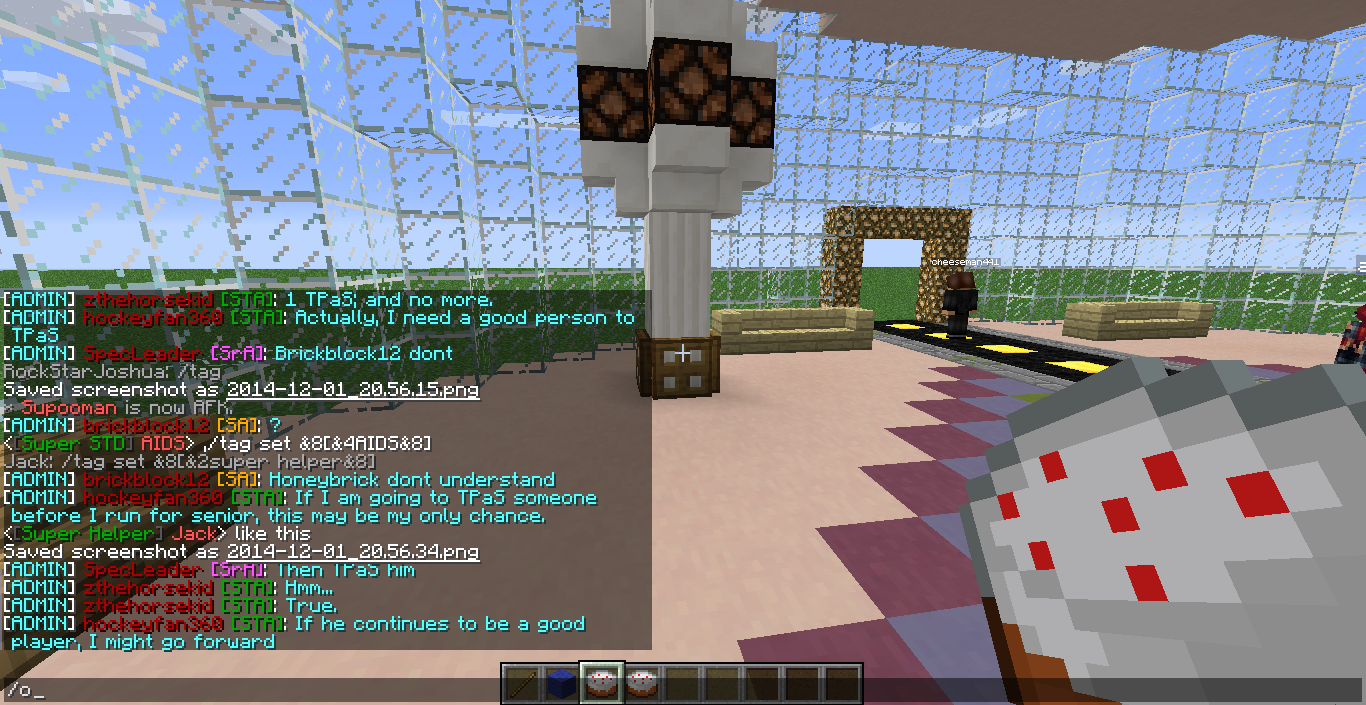 cheeseman441
[ADMIN] zthehorsekid [STA]: 1 TPaS; and no more.
[ADMIN] hockeyfan360 [STA]: Actually, I need a good person to
TPaS
[ADMIN] SpecLeader [SrA]: Brickblock12 dont
RockStarJoshua: /tag
Saved screenshot as 2014-12-01_20.56.15.png
* Supooman is now AFK.
[ADMIN] brickblock12 [SA]: ?
<[Super STD] AIDS> ,/tag set &8[&4AIDS&8]
Jack: /tag set &8[&2super helper&8]
[ADMIN] brickblock12 [SA]: Honeybrick dont understand
[ADMIN] hockeyfan360 [STA]: If I am going to TPaS someone
before I run for senior, this may be my only chance.
<[Super Helper] Jack> like this
Saved screenshot as 2014-12-01_20.56.34.png
[ADMIN] SpecLeader [SrA]: Then TPaS him
[ADMIN] zthehorsekid [STA]: Hmm...
[ADMIN] zthehorsekid [STA]: True.
[ADMIN] hockeyfan360 [STA]: If he continues to be a good
player, I might go forward
/o_